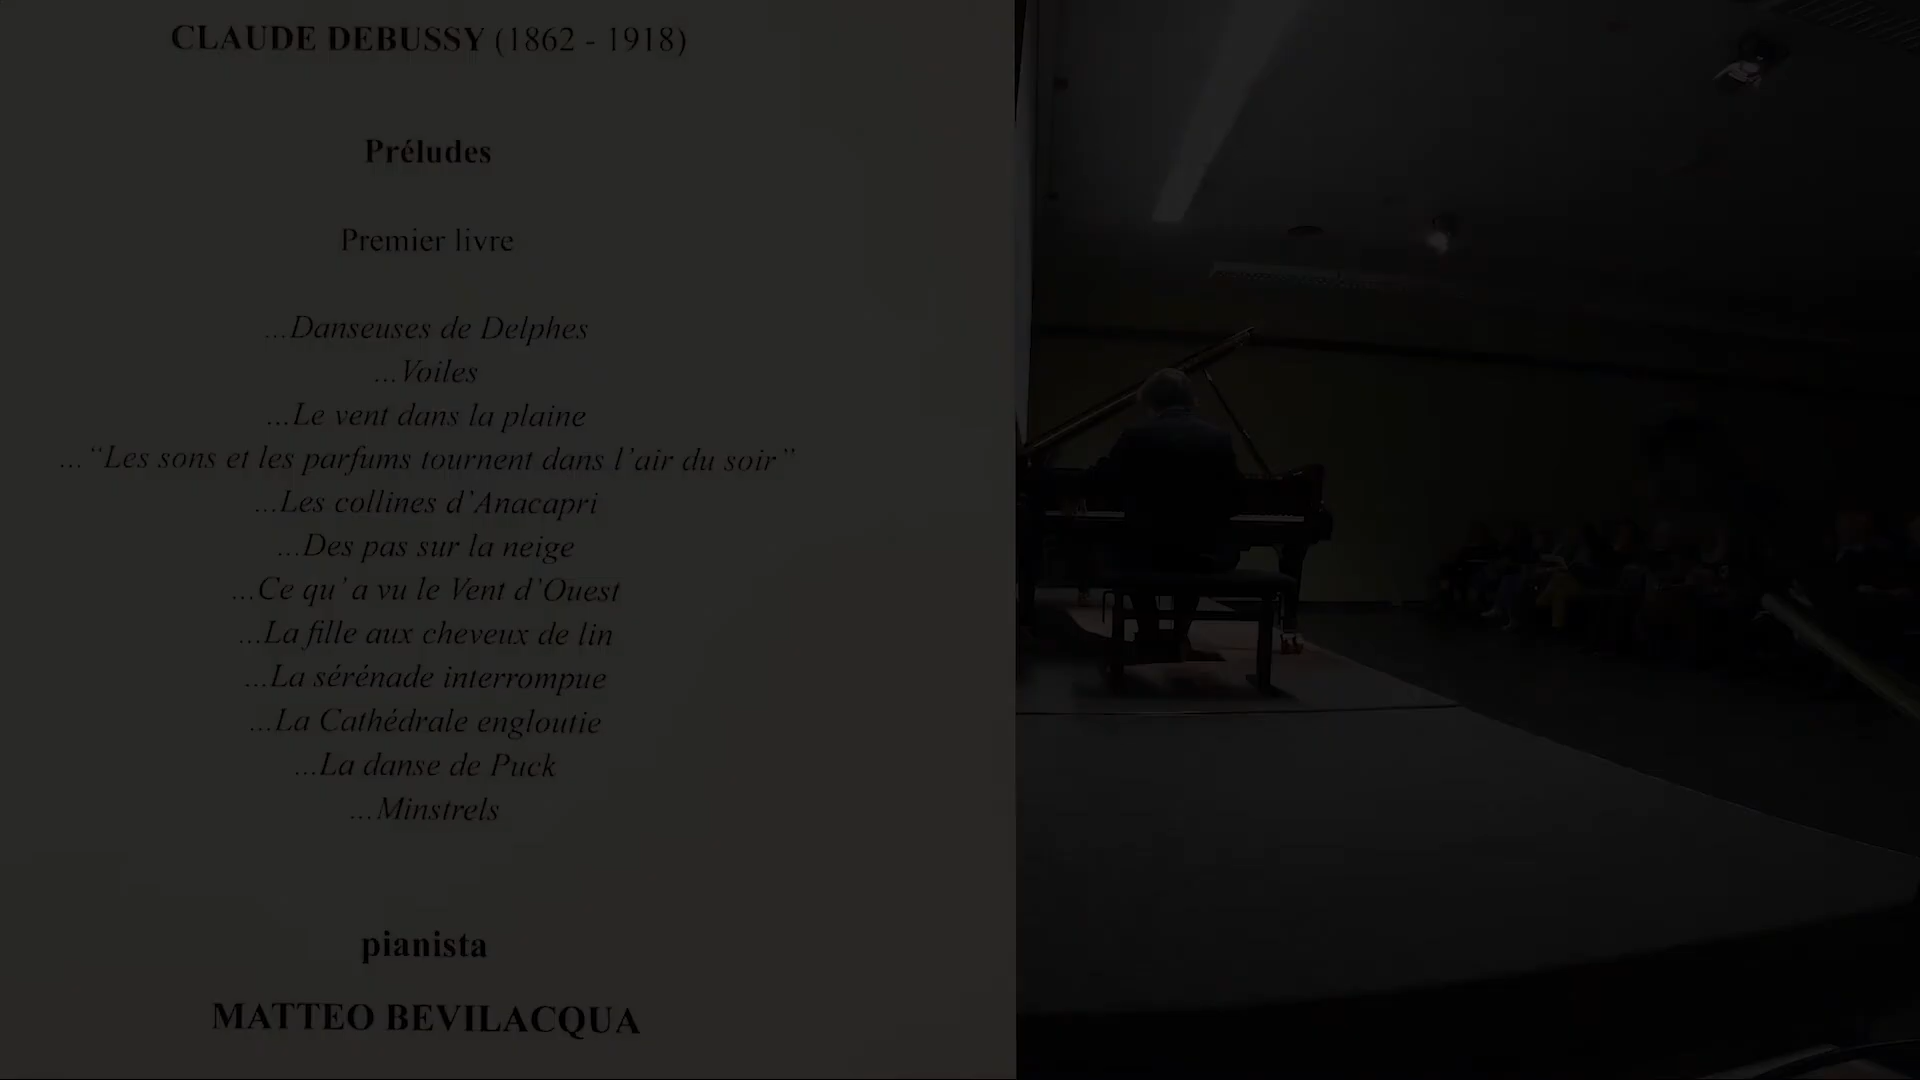 CLAUDE DEBUSSY (1862 - 1918)
Préludes
Premier livre
...Danseuses de Delphes
...Voiles
...Le vent dans la plaine
...“Les sons et les parfums tournent dans l’air du soir”
...Les collines d’Anacapri
...Des pas sur la neige
...Ce qu’ a vu le Vent d’Ouest
...La fille aux cheveux de lin
...La sérénade interrompue
...La Cathédrale engloutie
...La danse de Puck
...Minstrels
pianista
MATTEO BEVILACQUA